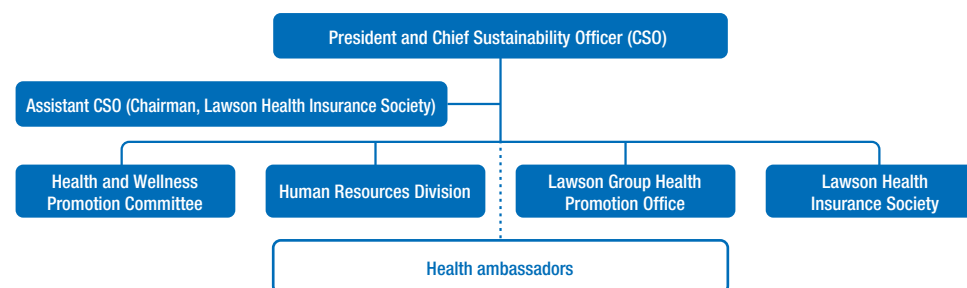 President and Chief Sustainability Officer (CSO)
Assistant CSO (Chairman, Lawson Health Insurance Society)
Health and Wellness
Promotion Committee
Human Resources Division
Lawson Group Health
Promotion Office
Lawson Health
Insurance Society
Health ambassadors